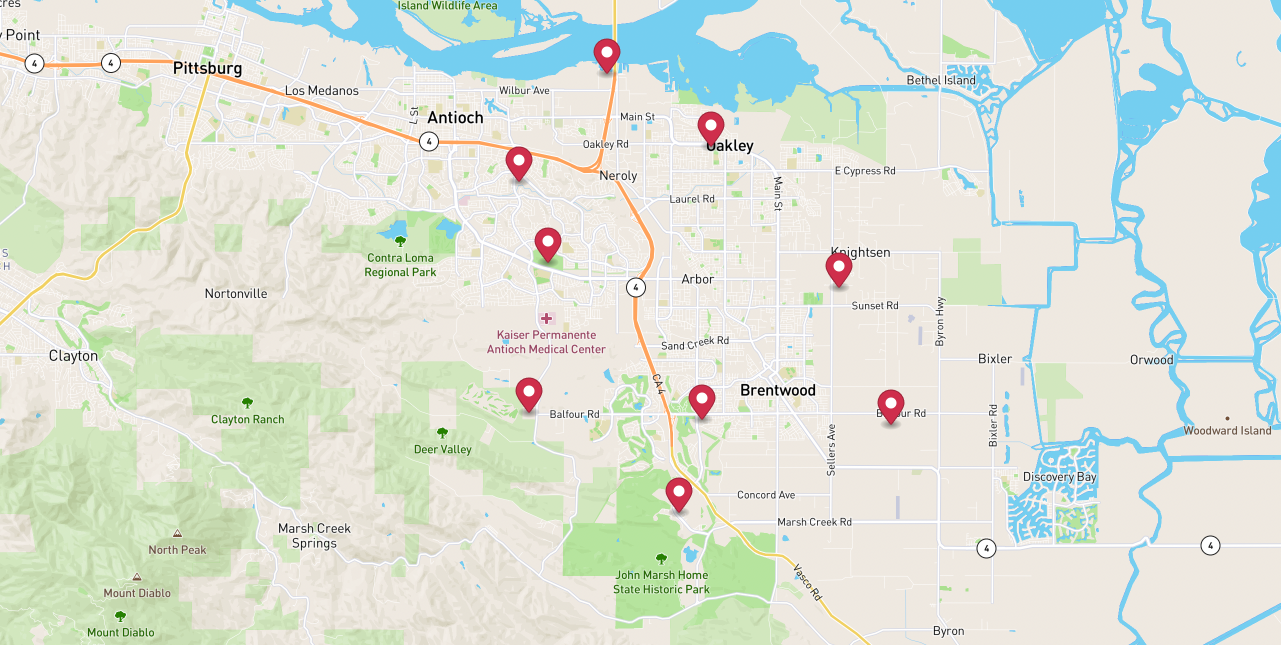 cres
Island Wildlife Area
y Point
4
4
Pittsburg
Bethel Island
Los Medanos
Wilbur Ave
L St
Antioch
Main St
4
Oakley Rd
Oakley
Neroly
E Cypress Rd
Main St
Laurel Rd
Contra Loma
Regional Park
S
H
Knightsen
Nortonville
Arbor
4
Sunset Rd
Byron Hwy
Kaiser Permanente
Antioch Medical Center
Sand Creek Rd
Clayton
Bixler
Orwood
CA 4
Brentwood
Clayton Ranch
Balfour Rd
Deer Valley
Sellers Ave
Bixler Rd
Woodward Island
Discovery Bay
Concord Ave
Marsh Creek
Springs
Marsh Creek Rd
North Peak
4
4
John Marsh Home
State Historic Park
Vasco Rd
Mount Diablo
Mount Diablo
Byron